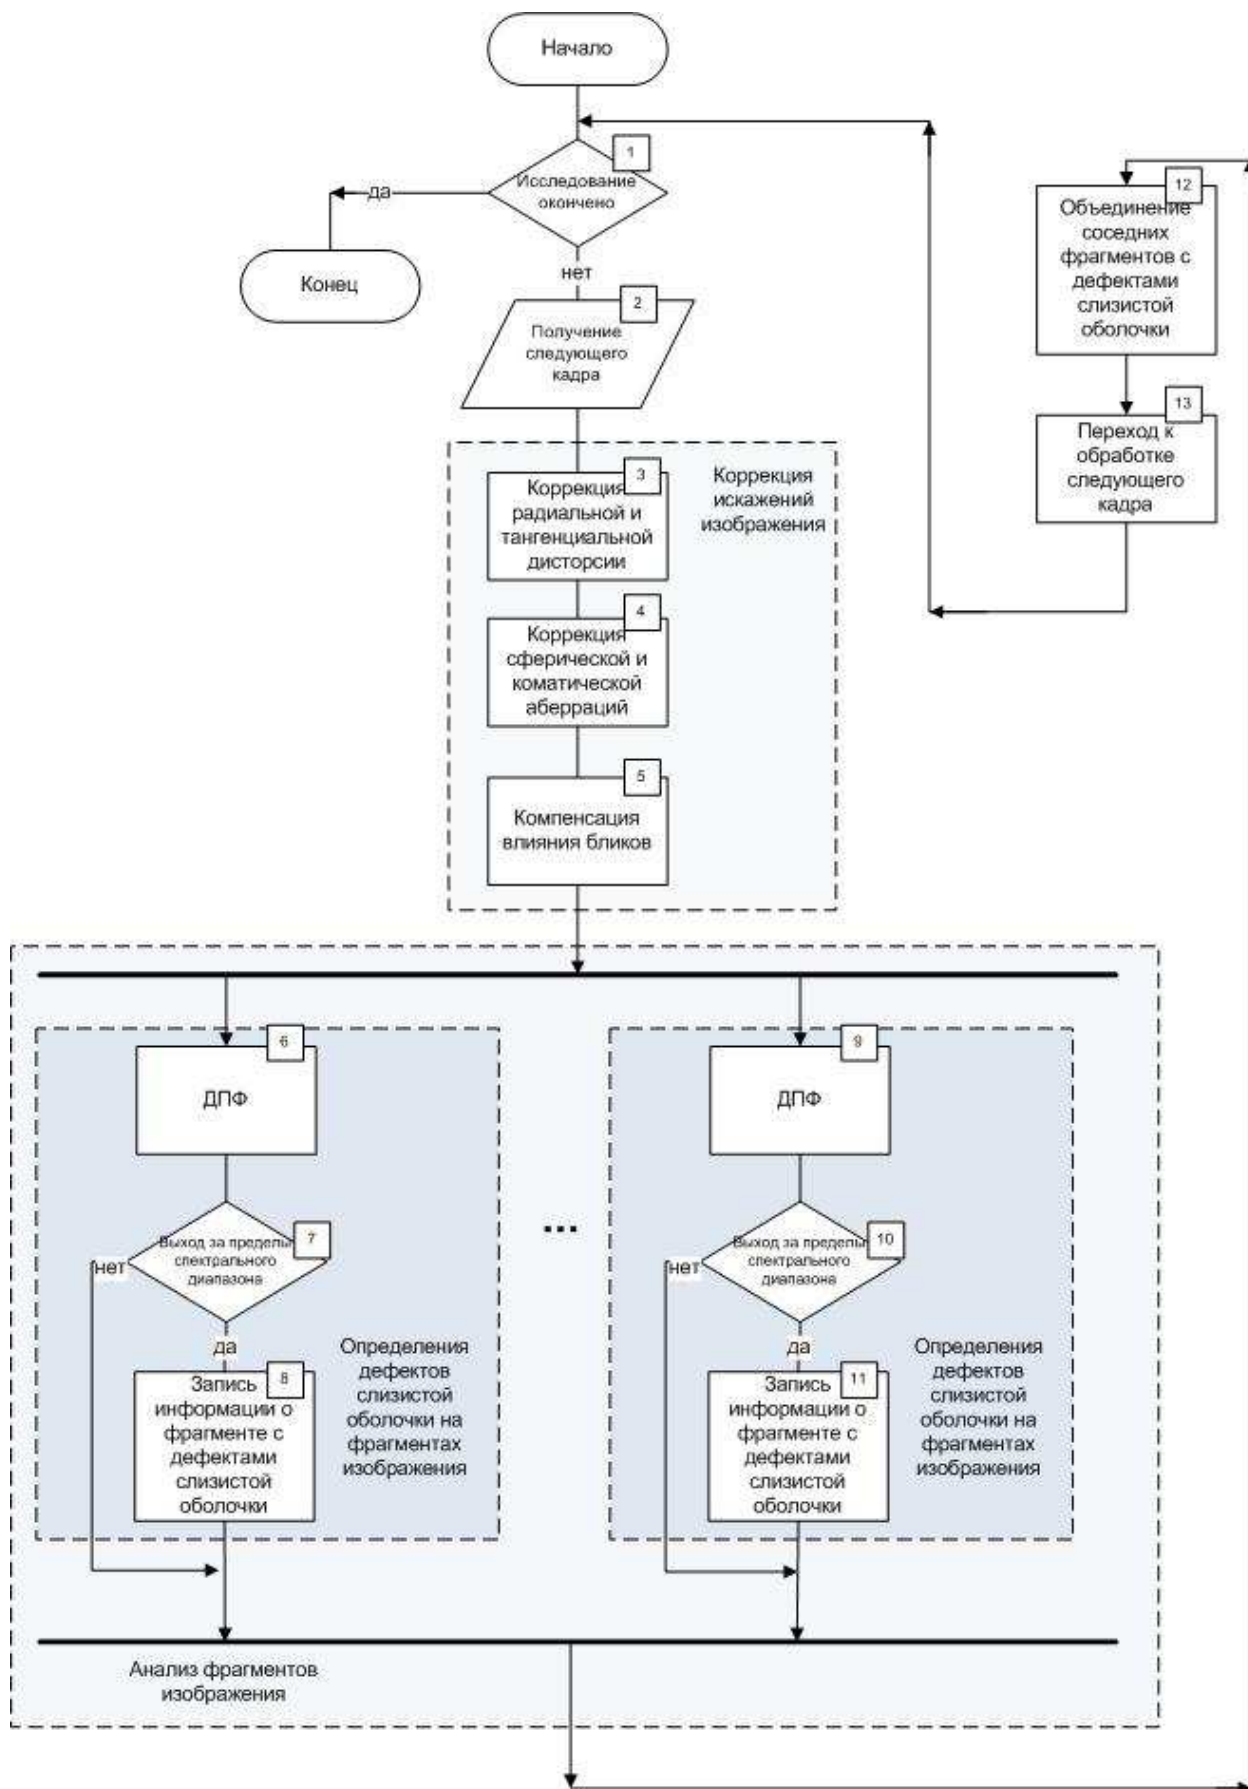 Начало
1
Исследование
окончено
да
Конец
нет
2
Получение
следующего
кадра
3
Коррекция
радиальной и
тангенциальной
дисторсии
Коррекция
искажений
изображения
4
Коррекция
сферической и
коматической
аберраций
5
Компенсация
влияния бликов
12
Объединение
соседних
фрагментов с
дефектами
слизистой
оболочки
13
Переход к
обработке
следующего
кадра
6
ДПФ
7
Выход за пределы
спектрального
диапазона
нет
да
8
Запись
информации о
фрагменте с
дефектами
слизистой
оболочки
Определения
дефектов
слизистой
оболочки на
фрагментах
изображения
...
9
ДПФ
10
Выход за пределы
спектрального
диапазона
нет
да
11
Запись
информации о
фрагменте с
дефектами
слизистой
оболочки
Определения
дефектов
слизистой
оболочки на
фрагментах
изображения
Анализ фрагментов
изображения